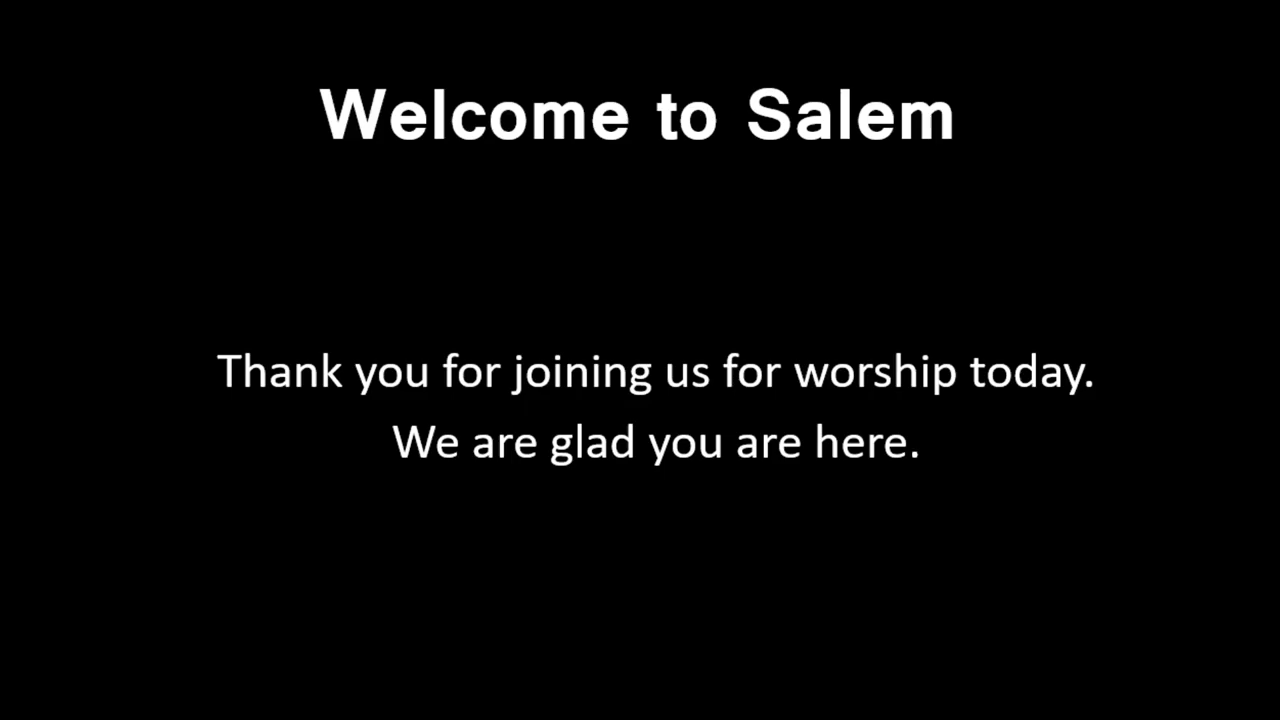 Welcome to Salem
Thank you for joining us for worship today.
We are glad you are here.